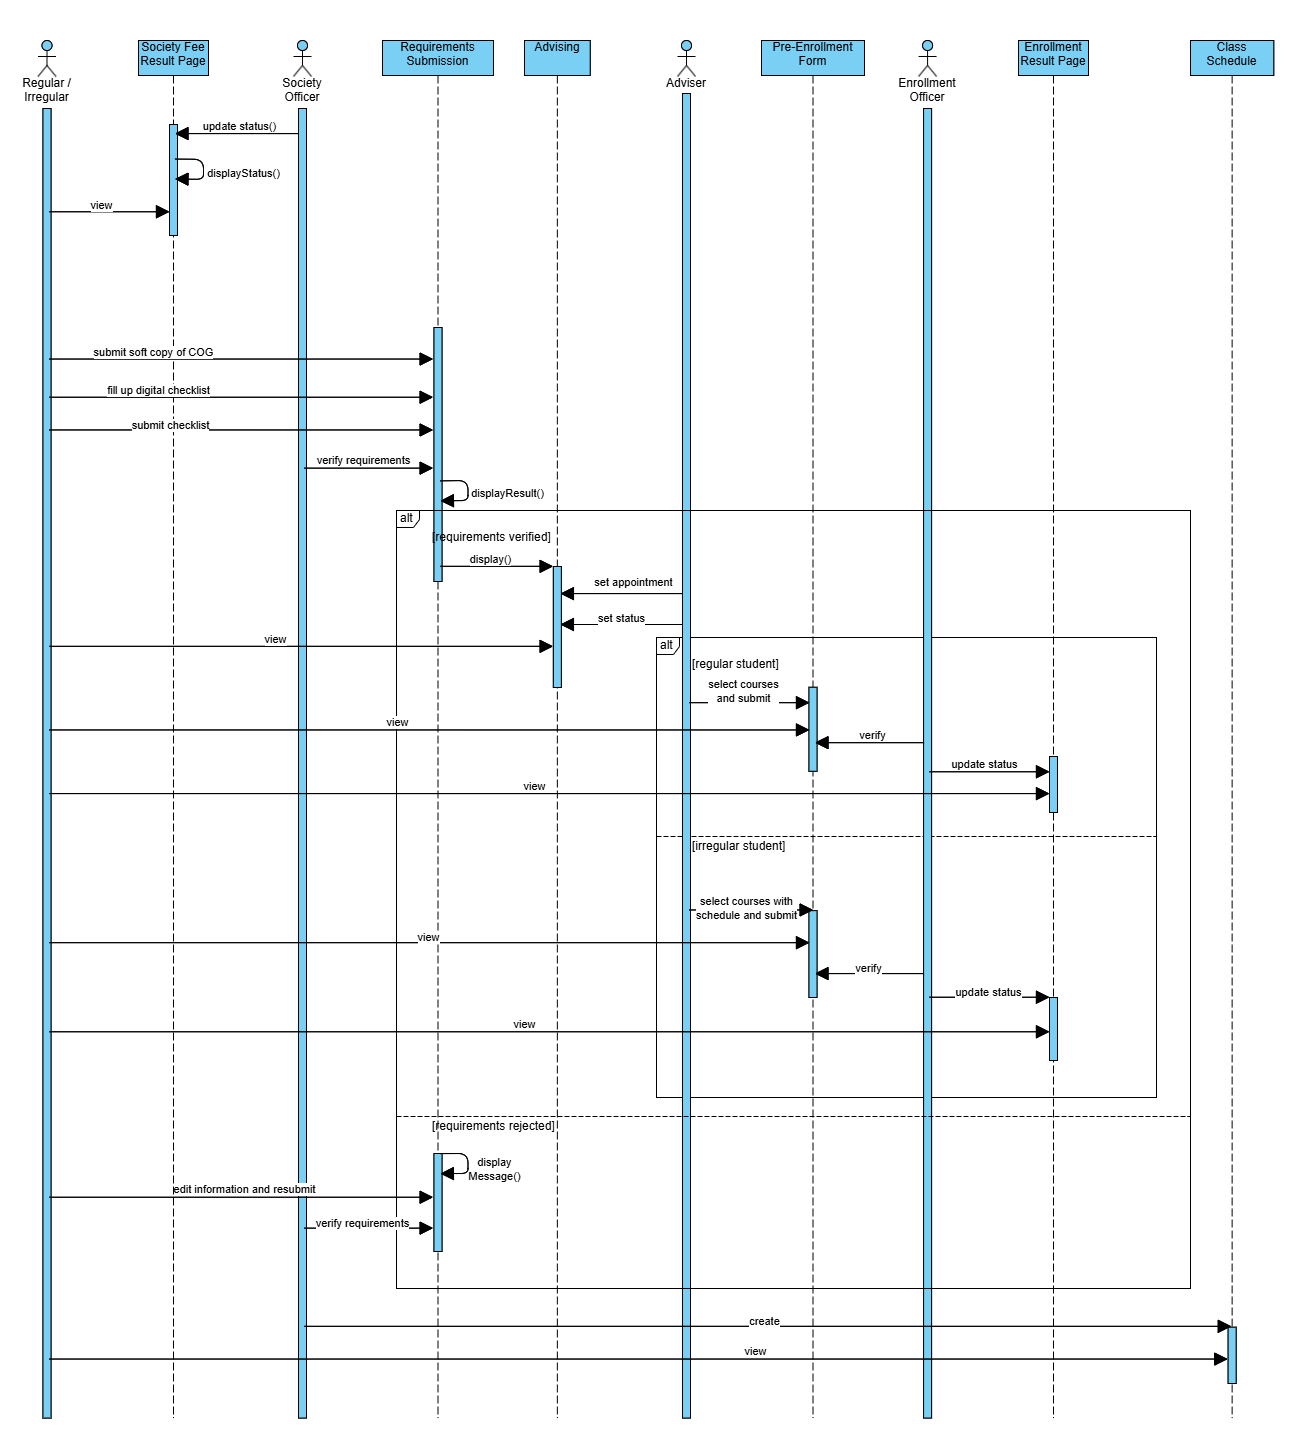 Society Fee
Result Page
Requirements
Submission
Advising
Pre-Enrollment
Form
Enrollment
Result Page
Class
Schedule
Regular /
Irregular
Society
Officer
Adviser
Enrollment
Officer
update status()
displayStatus()
view
submit soft copy of COG
fill up digital checklist
submit checklist
verify requirements
displayResult()
alt
[requirements verified]
display()
set appointment
set status
view
alt
[regular student]
select courses
and submit
view
verify
update status
view
[irregular student]
select courses with
schedule and submit
view
verify
update status
view
[requirements rejected]
display
Message()
edit information and resubmit
verify requirements
create
view